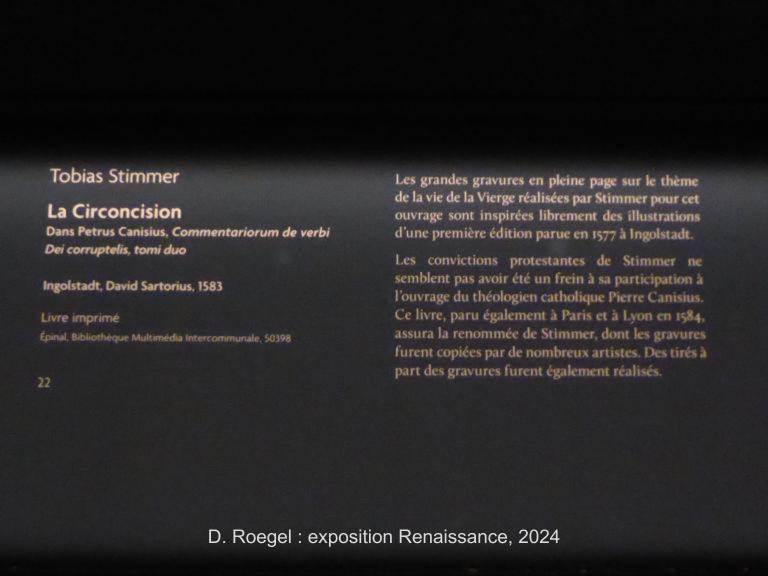 Tobias Stimmer
La Circoncision
Dans Petrus Canisius, Commentariorum de verbi
Dei corruptelis, tomi duo
Ingolstadt, David Sartorius, 1583
Livre imprimé
Épinal, Bibliothèque Multimédia Intercommunale, 50398
22
Les grandes gravures en pleine page sur le thème
de la vie de la Vierge réalisées par Stimmer pour cet
ouvrage sont inspirées librement des illustrations
d'une première édition parue en 1577 à Ingolstadt.
Les convictions protestantes de Stimmer ne
semblent pas avoir été un frein à sa participation à
l'ouvrage du théologien catholique Pierre Canisius.
Ce livre, paru également à Paris et à Lyon en 1584,
assura la renommée de Stimmer, dont les gravures
furent copiées par de nombreux artistes. Des tirés à
part des gravures furent également réalisés.
D. Roegel : exposition Renaissance, 2024